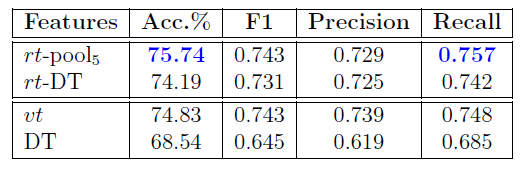 Features Acc.% F1 Precision Recall
rt-pool₅ 75.74 0.743 0.729 0.757
rt-DT 74.19 0.731 0.725 0.742
vt 74.83 0.743 0.739 0.748
DT 68.54 0.645 0.619 0.685